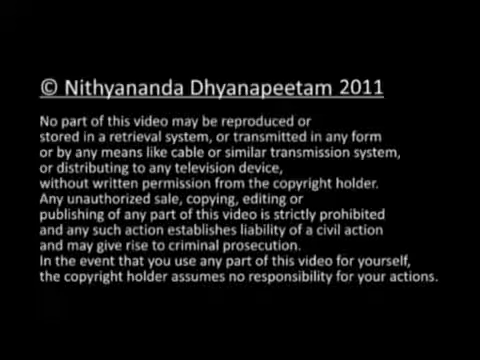 © Nithyananda Dhyanapeetam 2011
No part of this video may be reproduced or
stored in a retrieval system, or transmitted in any form
or by any means like cable or similar transmission system,
or distributing to any television device,
without written permission from the copyright holder.
Any unauthorized sale, copying, editing or
publishing of any part of this video is strictly prohibited
and any such action establishes liability of a civil action
and may give rise to criminal prosecution.
In the event that you use any part of this video for yourself,
the copyright holder assumes no responsibility for your actions.